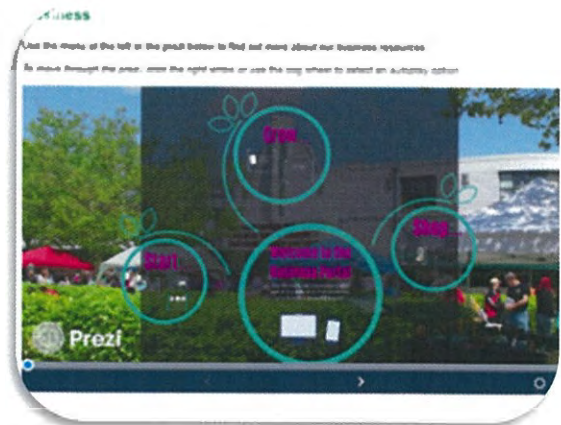 Business
Use the menu at the left or the prezi below to find out more about our business resources
To move through the prezi, click the right arrow or use the cog wheel to select an autoplay option
Grow
Shop
Start
Welcome to the
Business Portal
Prezi